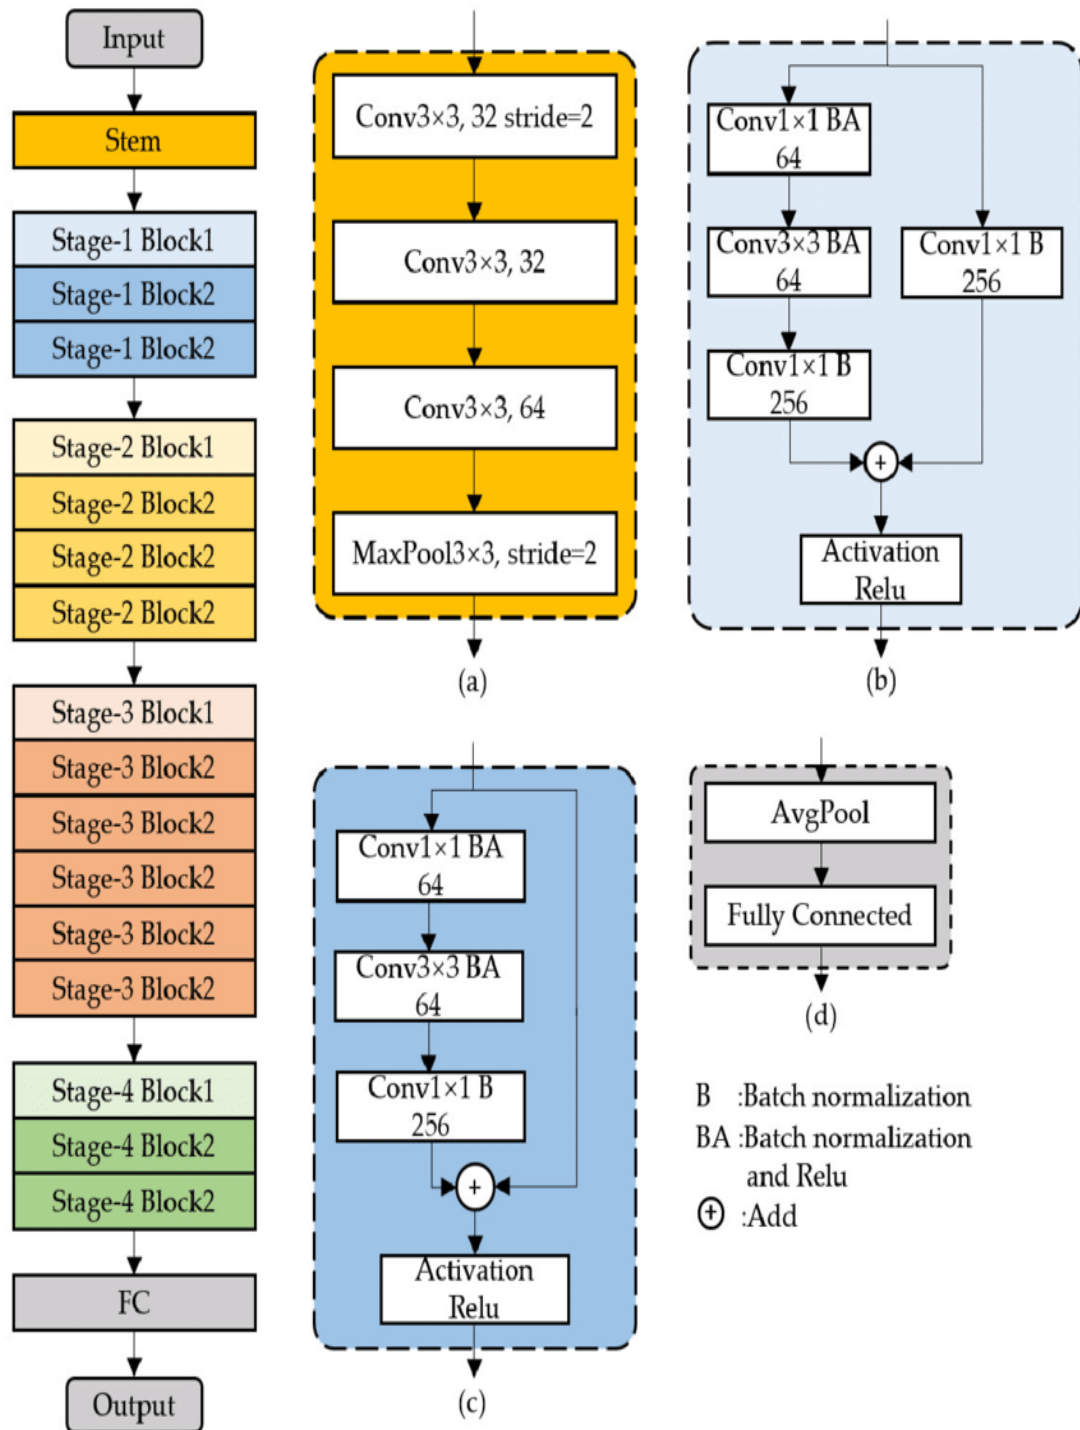 Input
Stem
Stage-1 Block1
Stage-1 Block2
Stage-1 Block2
Stage-2 Block1
Stage-2 Block2
Stage-2 Block2
Stage-2 Block2
Stage-3 Block1
Stage-3 Block2
Stage-3 Block2
Stage-3 Block2
Stage-3 Block2
Stage-3 Block2
Stage-4 Block1
Stage-4 Block2
Stage-4 Block2
FC
Output
Conv3×3, 32 stride=2
Conv3×3, 32
Conv3×3, 64
MaxPool3×3, stride=2
(a)
Conv1×1 BA
64
Conv3×3 BA
64
Conv1×1 B
256
Conv1×1 B
256
+
Activation
Relu
(b)
Conv1×1 BA
64
Conv3×3 BA
64
Conv1×1 B
256
+
Activation
Relu
(c)
AvgPool
Fully Connected
(d)
B :Batch normalization
BA :Batch normalization
and Relu
+ :Add